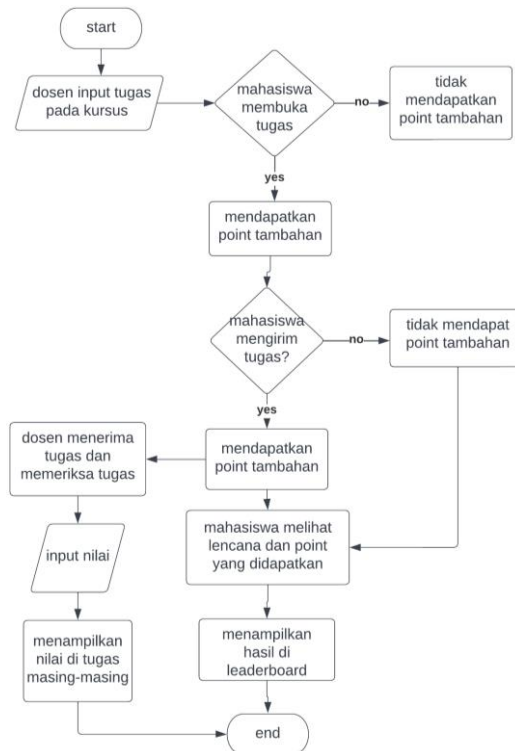 start
dosen input tugas
pada kursus
mahasiswa
membuka
tugas
no
tidak
mendapatkan
point tambahan
yes
mendapatkan
point tambahan
mahasiswa
mengirim
tugas?
no
tidak mendapat
point tambahan
yes
dosen menerima
tugas dan
memeriksa tugas
mendapatkan
point tambahan
input nilai
mahasiswa melihat
lencana dan point
yang didapatkan
menampilkan
nilai di tugas
masing-masing
menampilkan
hasil di
leaderboard
end